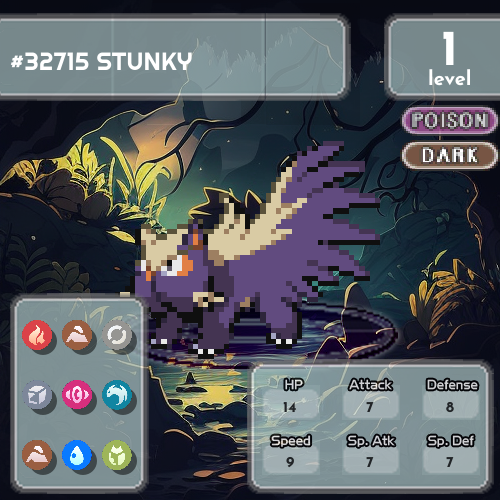 #32715 STUNKY
1
level
POISON
DARK
HP Attack Defense
14 7 8
Speed Sp. Atk Sp. Def
9 7 7